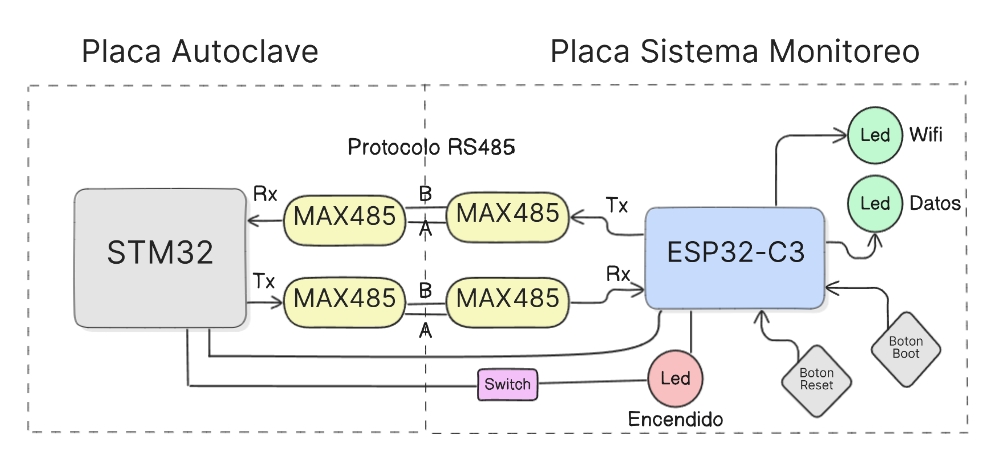 Placa Autoclave
Placa Sistema Monitoreo
Protocolo RS485
Led
Wifi
Led
Datos
Rx
MAX485
B
A
MAX485
Tx
STM32
ESP32-C3
Tx
MAX485
B
A
MAX485
Rx
Boton
Boot
Boton
Reset
Switch
Led
Encendido